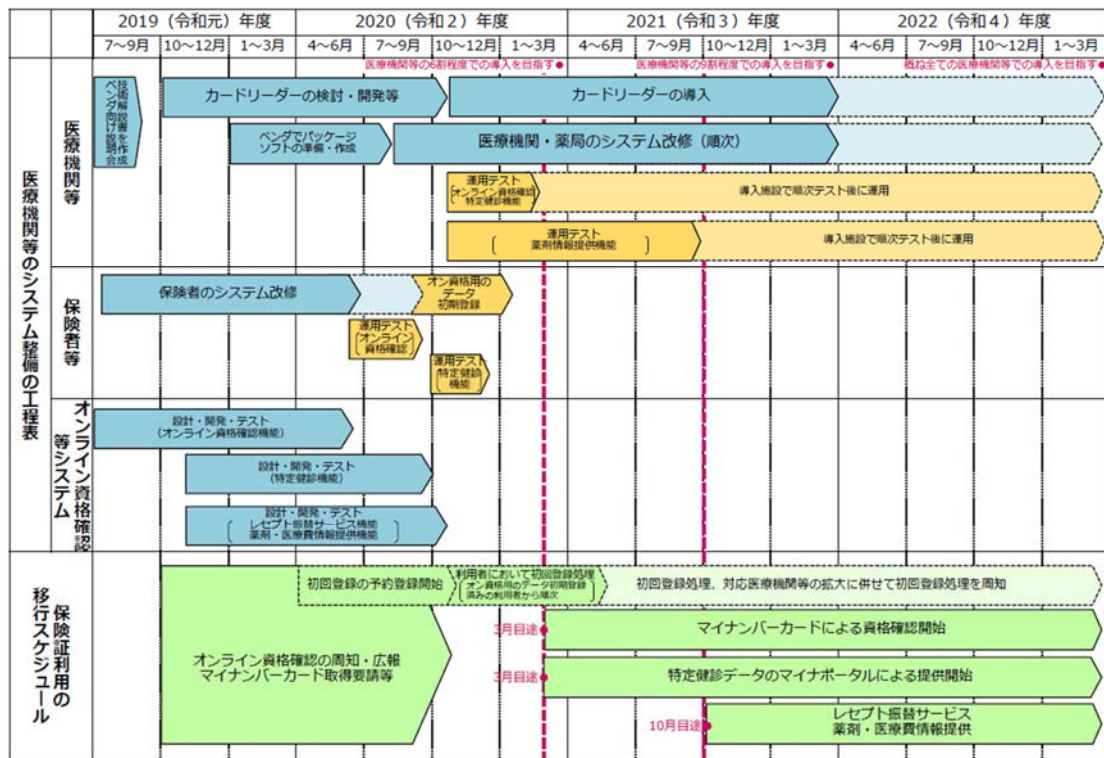 2019（令和元）年度
2020（令和２）年度
2021（令和３）年度
2022（令和４）年度
7～9月
10～12月
1～3月
4～6月
7～9月
10～12月
1～3月
4～6月
7～9月
10～12月
1～3月
4～6月
7～9月
10～12月
1～3月
医療機関等のシステム整備の工程表
医療機関等
医療機関等の6割程度での導入を目指す●
医療機関等の9割程度での導入を目指す●
概ね全ての医療機関等での導入を目指す●
技術解説書を作成
ベンダ向け説明会
カードリーダーの検討・開発等
カードリーダーの導入
ベンダでパッケージ
ソフトの準備・作成
医療機関・薬局のシステム改修（順次）
運用テスト
オンライン資格確認
特定健診機能
導入施設で順次テスト後に運用
運用テスト
薬剤情報提供機能
導入施設で順次テスト後に運用
保険者等
保険者のシステム改修
オン資格用の
データ
初期登録
運用テスト
オンライン
資格確認
運用テスト
特定健診
機能
オンライン資格確認
等システム
設計・開発・テスト
（オンライン資格確認機能）
設計・開発・テスト
（特定健診機能）
設計・開発・テスト
レセプト振替サービス機能
薬剤・医療費情報提供機能
保険証利用の
移行スケジュール
初回登録の予約登録開始
利用者において初回登録処理
オン資格用のデータ初期登録
済みの利用者から順次
初回登録処理、対応医療機関等の拡大に併せて初回登録処理を周知
オンライン資格確認の周知・広報
マイナンバーカード取得要請等
3月目途
マイナンバーカードによる資格確認開始
3月目途
特定健診データのマイナポータルによる提供開始
10月目途
レセプト振替サービス
薬剤・医療費情報提供